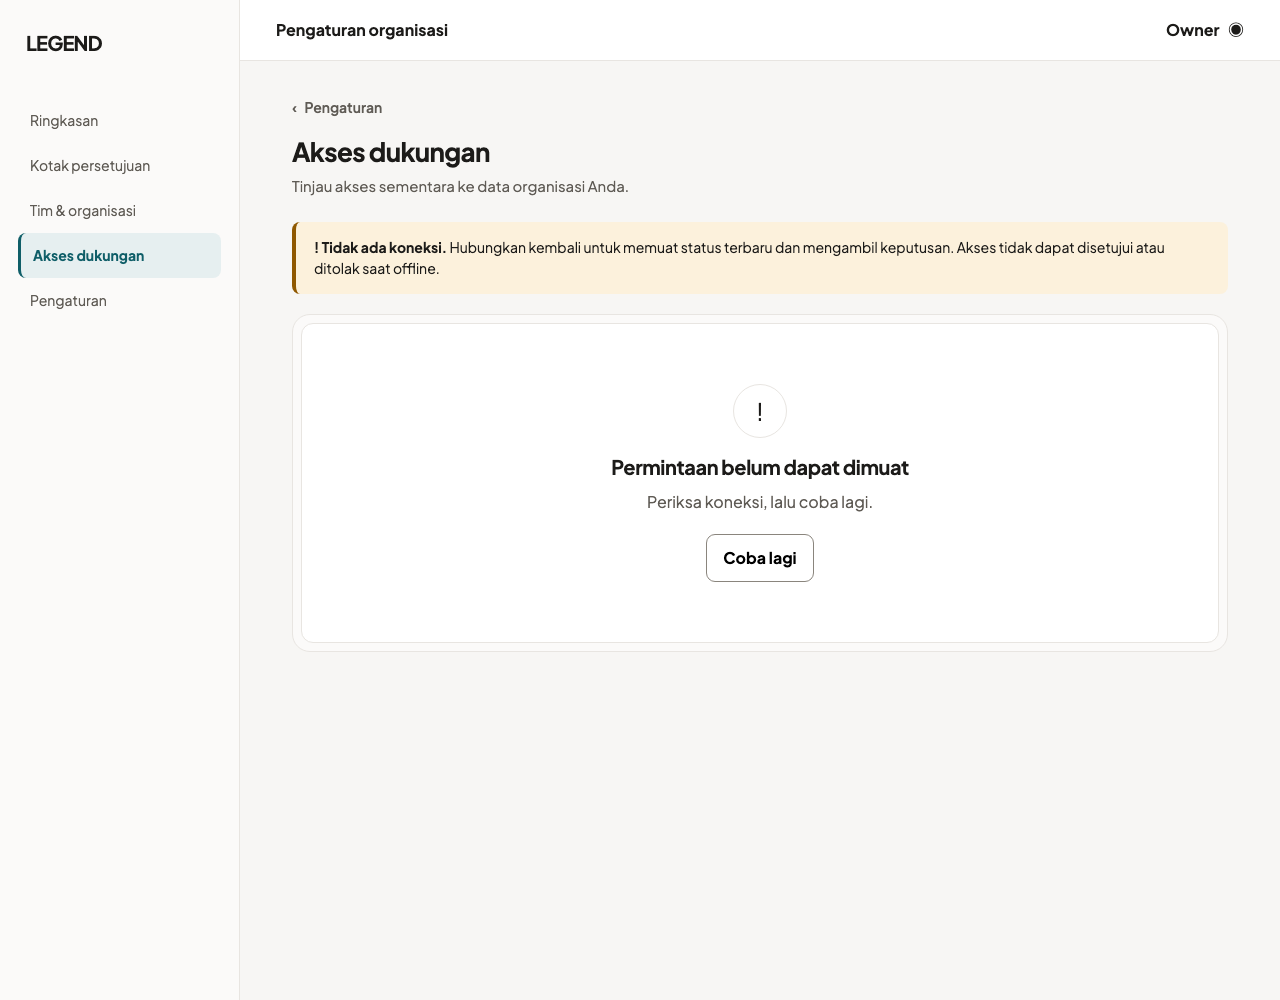 LEGEND
Ringkasan
Kotak persetujuan
Tim & organisasi
Akses dukungan
Pengaturan
Pengaturan organisasi
Owner
‹ Pengaturan
Akses dukungan
Tinjau akses sementara ke data organisasi Anda.
! Tidak ada koneksi. Hubungkan kembali untuk memuat status terbaru dan mengambil keputusan. Akses tidak dapat disetujui atau
ditolak saat offline.
!
Permintaan belum dapat dimuat
Periksa koneksi, lalu coba lagi.
Coba lagi